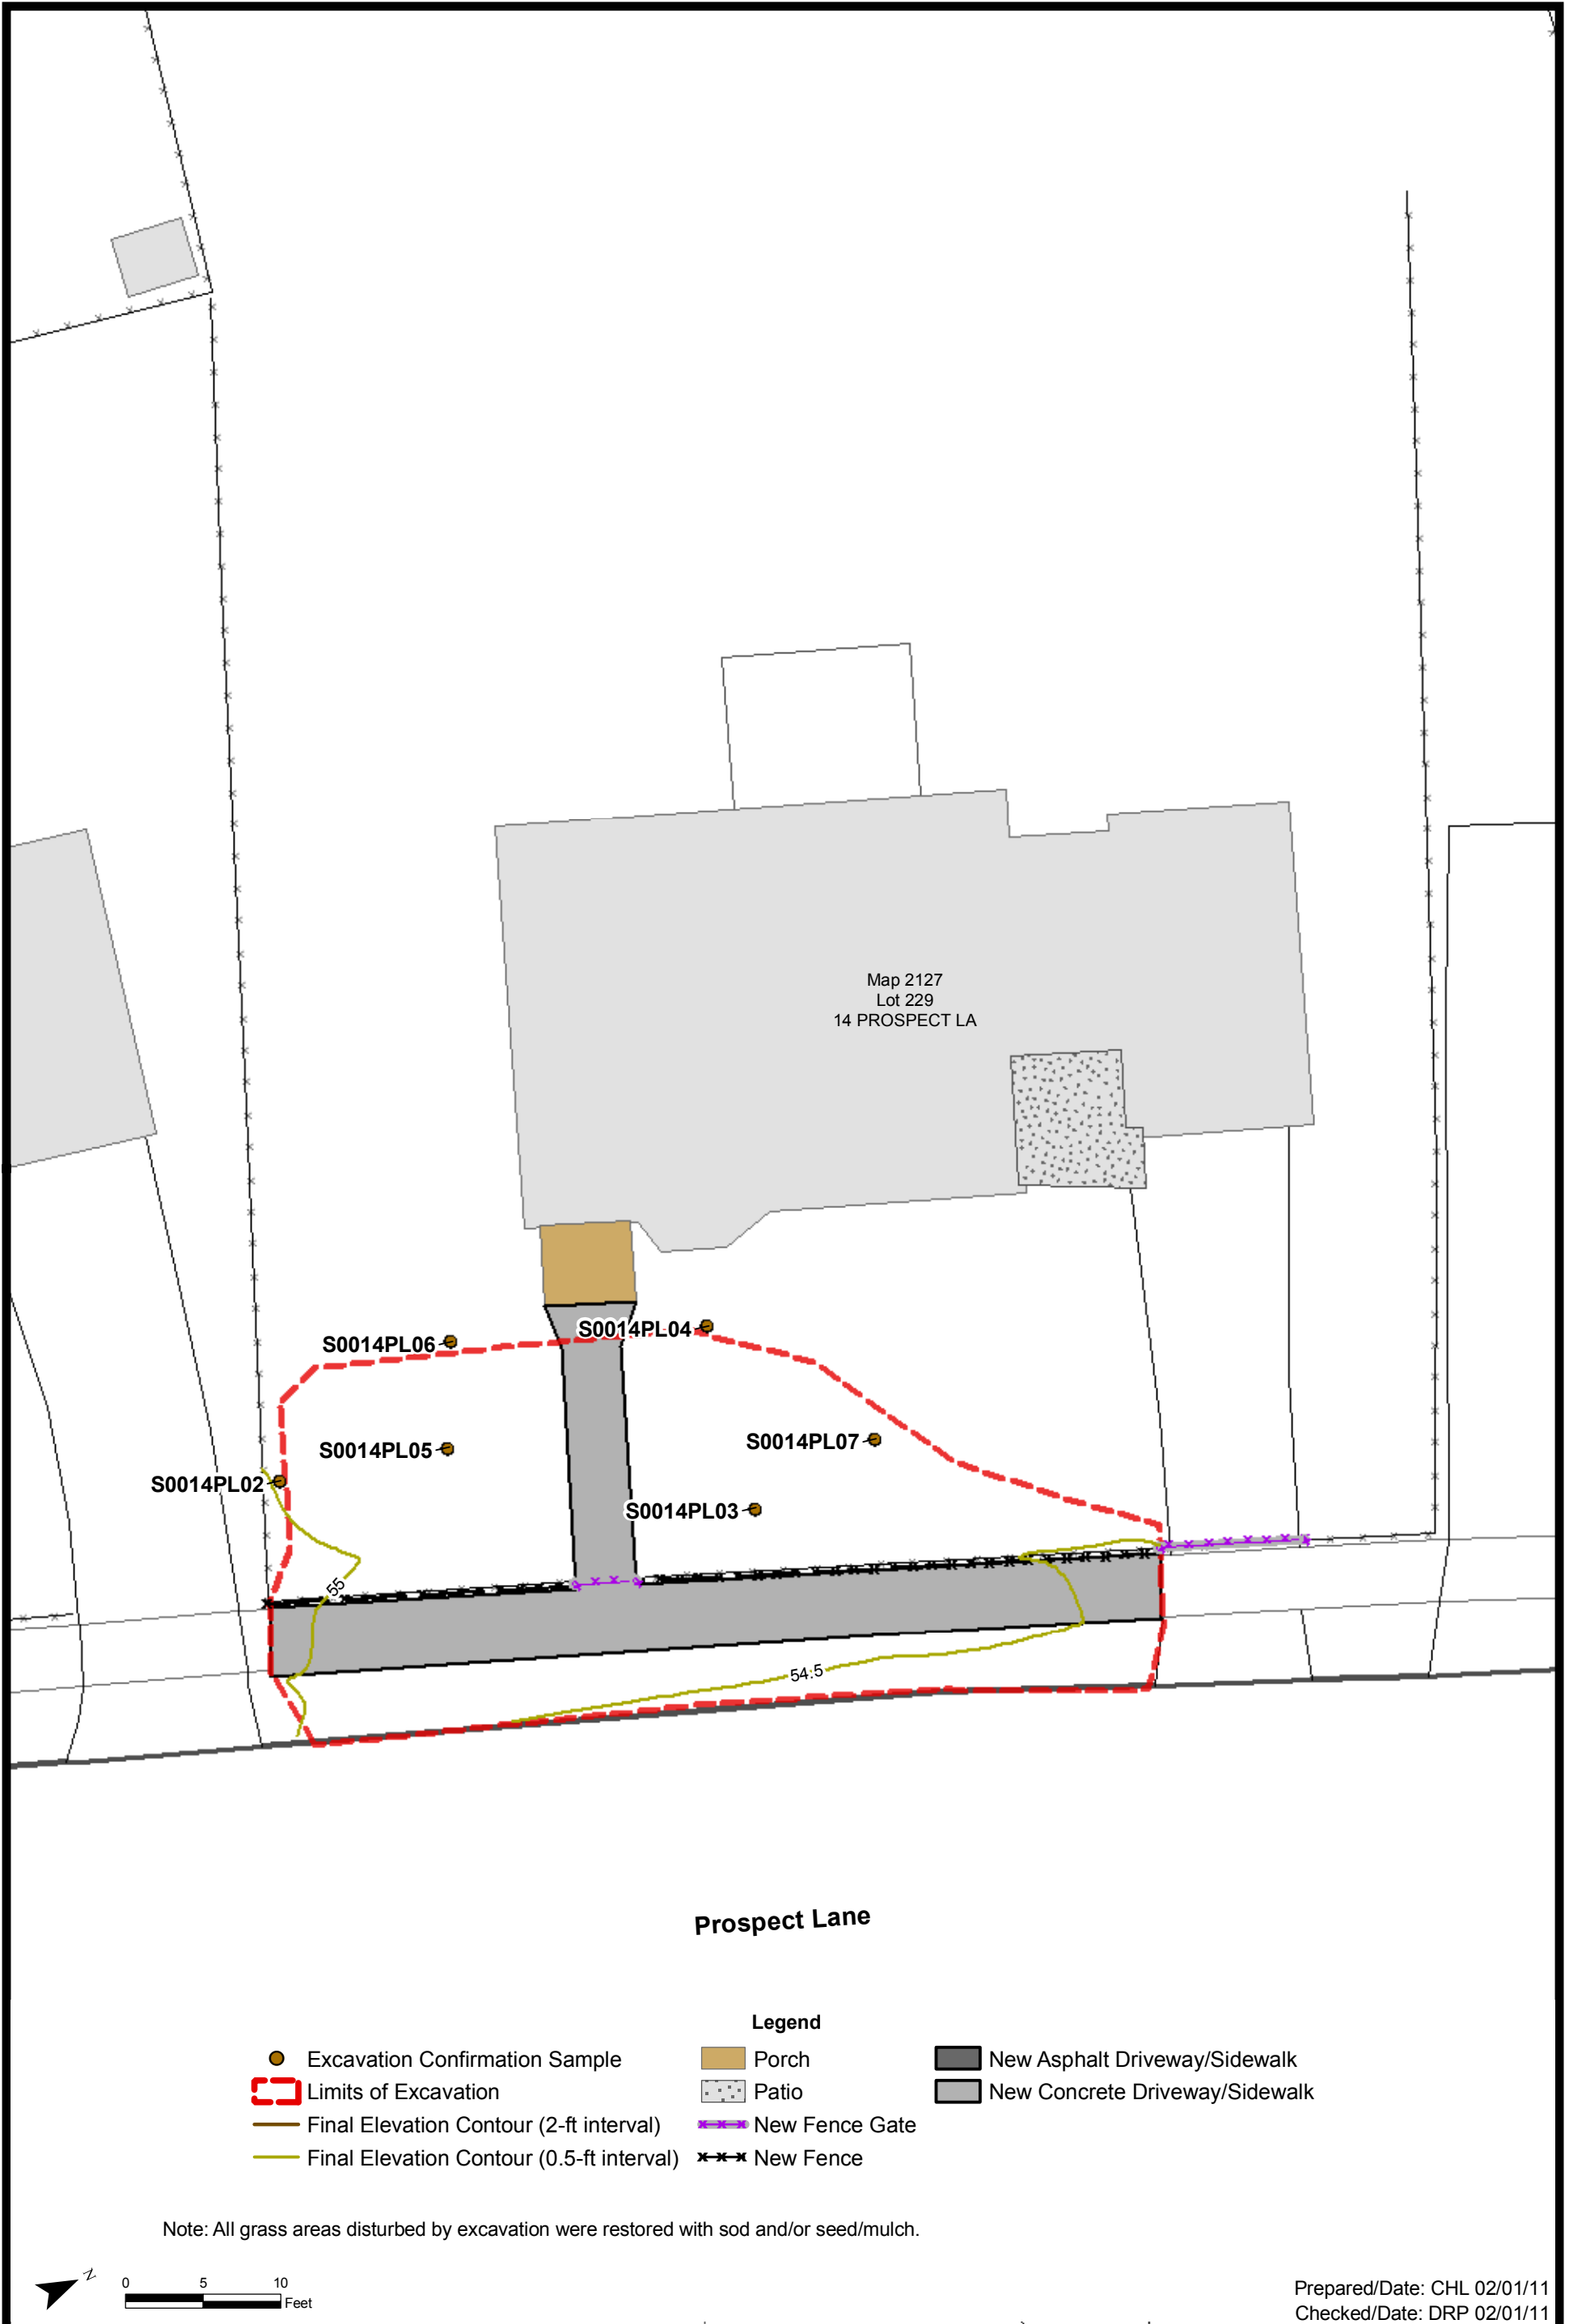 Map 2127
Lot 229
14 PROSPECT LA
S0014PL04
S0014PL06
S0014PL07
S0014PL05
S0014PL02
S0014PL03
55
54.5
Prospect Lane
Legend
Excavation Confirmation Sample
Limits of Excavation
Final Elevation Contour (2-ft interval)
Final Elevation Contour (0.5-ft interval)
Porch
Patio
New Fence Gate
New Fence
New Asphalt Driveway/Sidewalk
New Concrete Driveway/Sidewalk
Note: All grass areas disturbed by excavation were restored with sod and/or seed/mulch.
N
0 5 10
Feet
Prepared/Date: CHL 02/01/11
Checked/Date: DRP 02/01/11